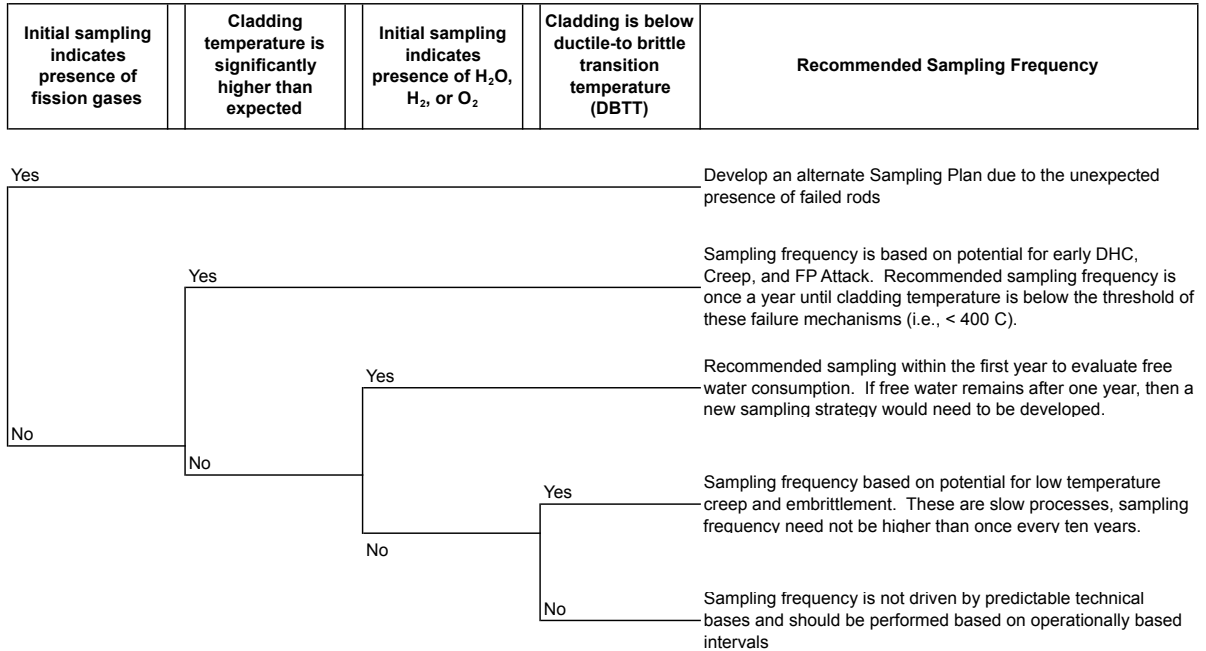 Initial sampling
indicates
presence of
fission gases
Cladding
temperature is
significantly
higher than
expected
Initial sampling
indicates
presence of H₂O,
H₂, or O₂
Cladding is below
ductile-to brittle
transition
temperature
(DBTT)
Recommended Sampling Frequency
Yes
Develop an alternate Sampling Plan due to the unexpected
presence of failed rods
Yes
Sampling frequency is based on potential for early DHC,
Creep, and FP Attack. Recommended sampling frequency is
once a year until cladding temperature is below the threshold of
these failure mechanisms (i.e., < 400 C).
Yes
Recommended sampling within the first year to evaluate free
water consumption. If free water remains after one year, then a
new sampling strategy would need to be developed.
No
No
Yes
Sampling frequency based on potential for low temperature
creep and embrittlement. These are slow processes, sampling
frequency need not be higher than once every ten years.
No
No
Sampling frequency is not driven by predictable technical
bases and should be performed based on operationally based
intervals